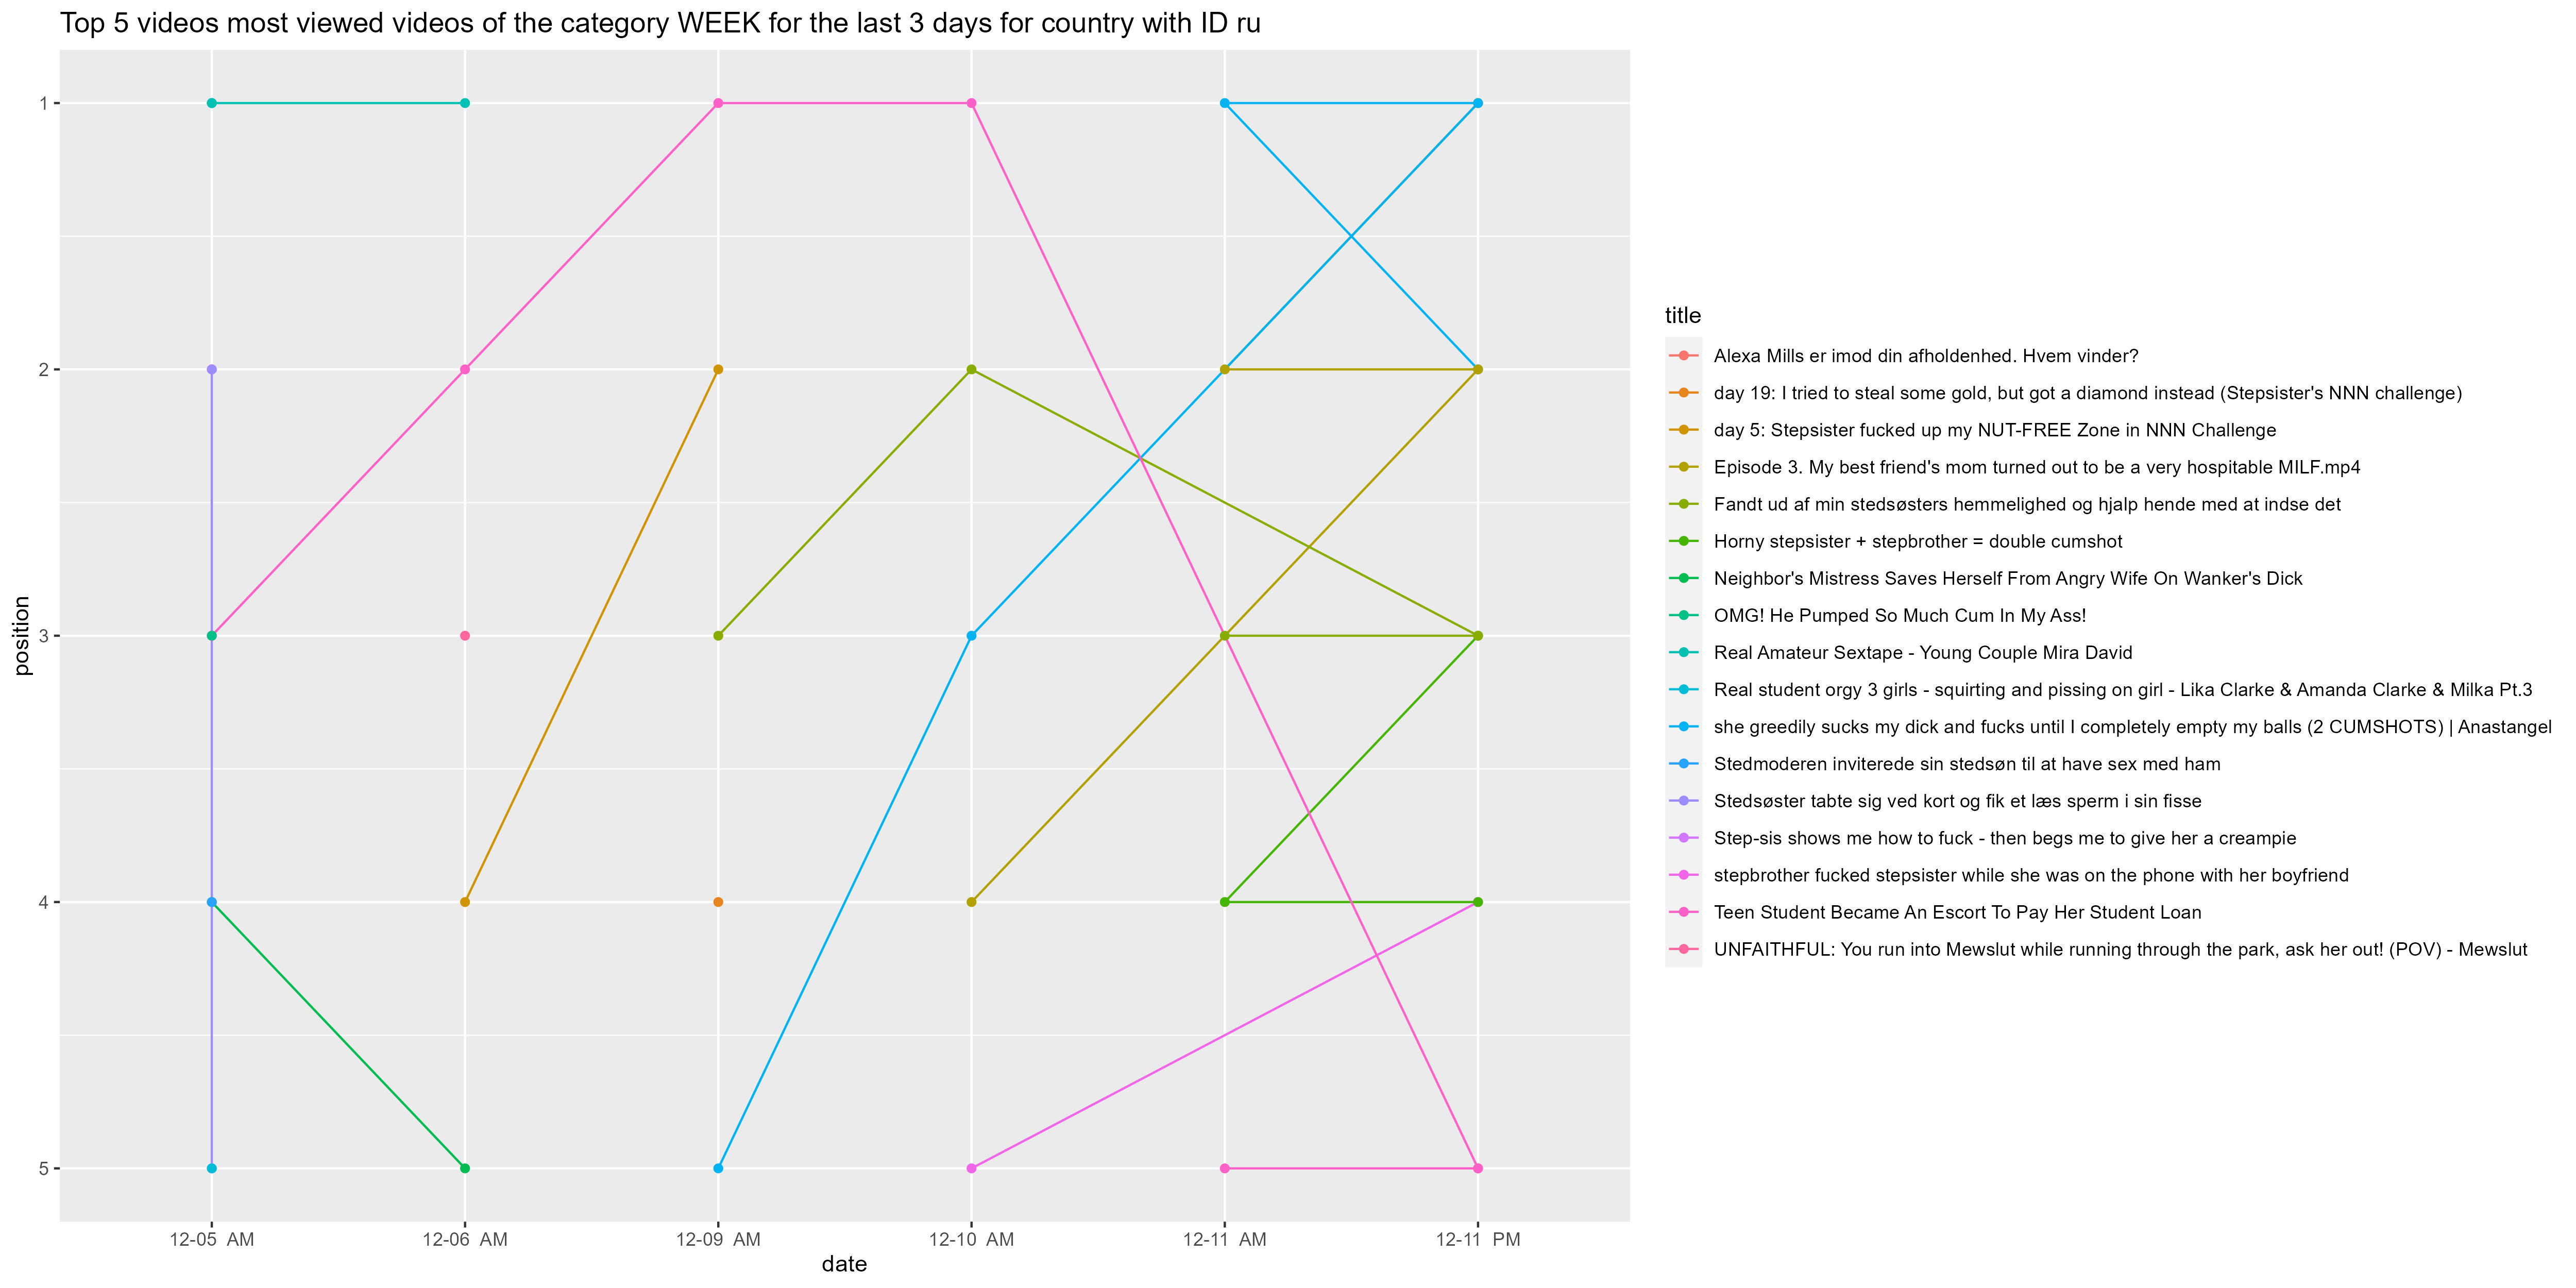 Top 5 videos most viewed videos of the category WEEK for the last 3 days for country with ID ru
position
1
2
3
4
5
12-05 AM
12-06 AM
12-09 AM
12-10 AM
12-11 AM
12-11 PM
date
title
Alexa Mills er imod din afholdenhed. Hvem vinder?
day 19: I tried to steal some gold, but got a diamond instead (Stepsister's NNN challenge)
day 5: Stepsister fucked up my NUT-FREE Zone in NNN Challenge
Episode 3. My best friend's mom turned out to be a very hospitable MILF.mp4
Fandt ud af min stedsøsters hemmelighed og hjalp hende med at indse det
Horny stepsister + stepbrother = double cumshot
Neighbor's Mistress Saves Herself From Angry Wife On Wanker's Dick
OMG! He Pumped So Much Cum In My Ass!
Real Amateur Sextape - Young Couple Mira David
Real student orgy 3 girls - squirting and pissing on girl - Lika Clarke & Amanda Clarke & Milka Pt.3
she greedily sucks my dick and fucks until I completely empty my balls (2 CUMSHOTS) | Anastangel
Stedmoderen inviterede sin stedsøn til at have sex med ham
Stedsøster tabte sig ved kort og fik et læs sperm i sin fisse
Step-sis shows me how to fuck - then begs me to give her a creampie
stepbrother fucked stepsister while she was on the phone with her boyfriend
Teen Student Became An Escort To Pay Her Student Loan
UNFAITHFUL: You run into Mewslut while running through the park, ask her out! (POV) - Mewslut